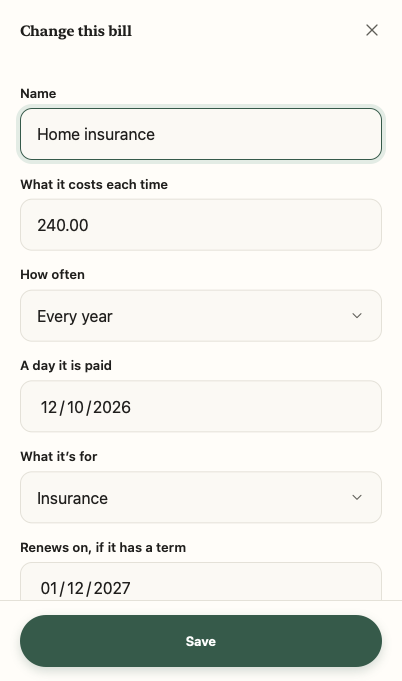 Change this bill
Name
Home insurance
What it costs each time
240.00
How often
Every year
A day it is paid
12/10/2026
What it's for
Insurance
Renews on, if it has a term
01/12/2027
Save